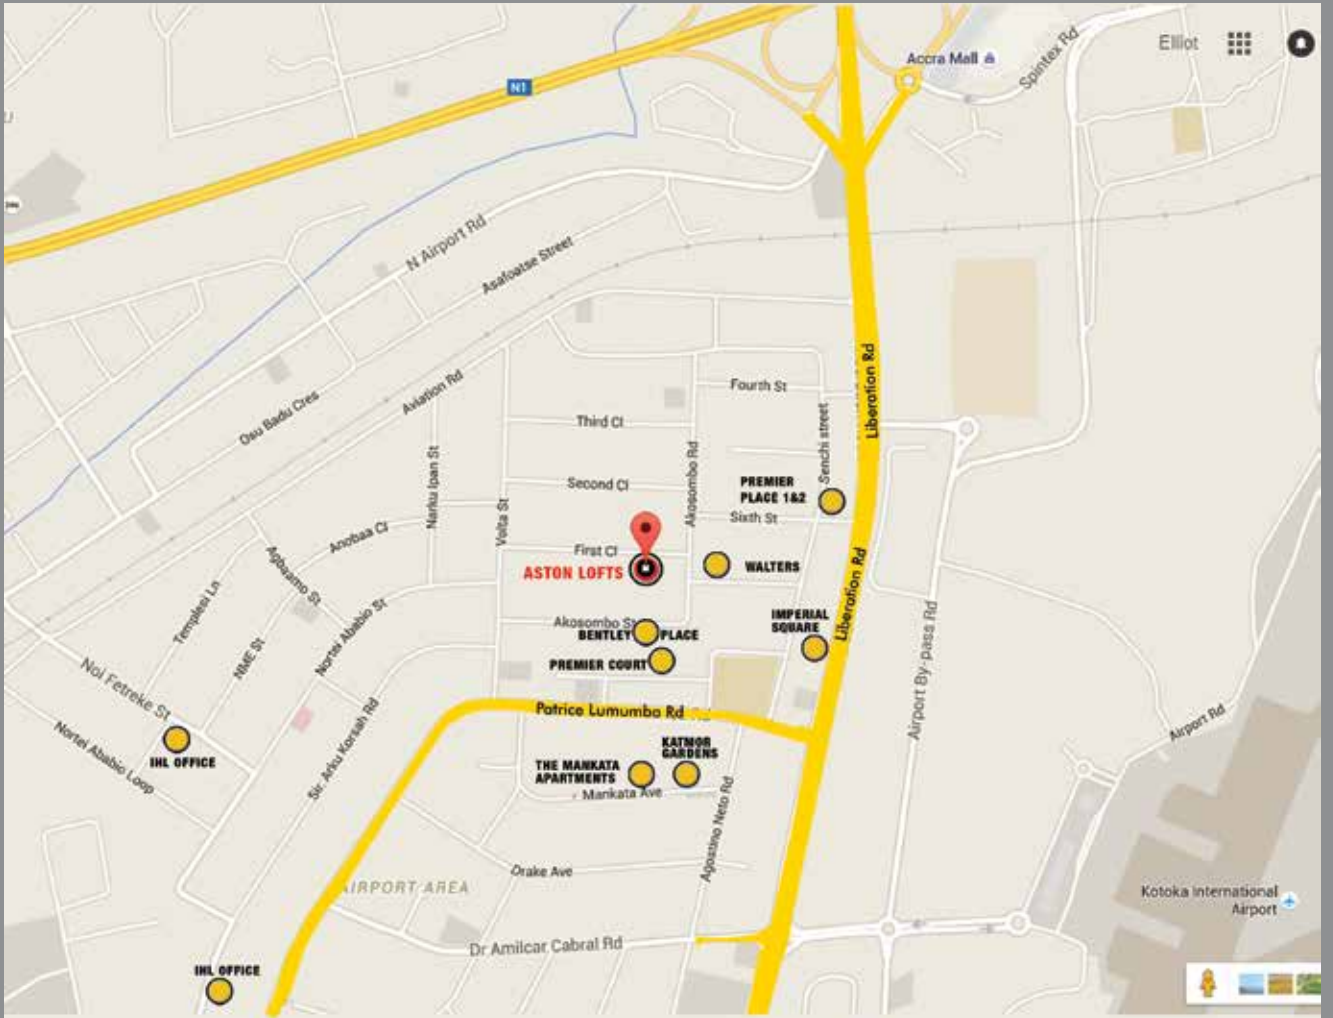 Elliot
Accra Mall
Spintex Rd
N1
N Airport Rd
Asafoatse Street
Liberation Rd
Fourth St
Aviation Rd
Osu Badu Cres
Third Cl
Senchi street
Akosombo Rd
Narku Ipan St
Second Cl
PREMIER
PLACE 1&2
Volta St
Sixth St
Anobaa Cl
First Cl
ASTON LOFTS
WALTERS
Agbaamo St
Templesi Ln
Nortei Ababio St
NME St
Akosombo St
BENTLEY PLACE
IMPERIAL
SQUARE
Liberation Rd
Airport By-pass Rd
PREMIER COURT
Noi Fetreke St
Patrice Lumumba Rd
Rd
Airport Rd
Nortei Ababio Loop
IHL OFFICE
Sir. Arku Korsah Rd
KATMOR
GARDENS
THE MANKATA
APARTMENTS
Mankata Ave
Agostino Neto Rd
Drake Ave
AIRPORT AREA
Kotoka International
Airport
Dr Amilcar Cabral Rd
IHL OFFICE